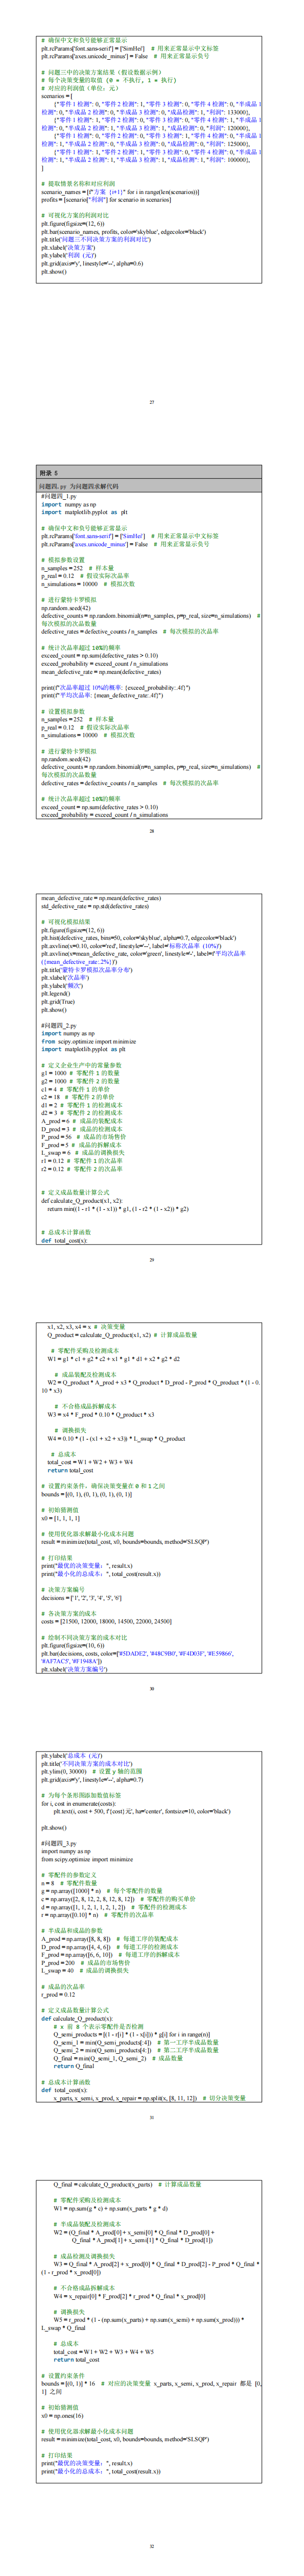 # 确保中文和负号能够正常显示
plt.rcParams['font.sans-serif'] = ['SimHei']  # 用来正常显示中文标签
plt.rcParams['axes.unicode_minus'] = False  # 用来正常显示负号
# 问题三中的决策方案结果（假设数据示例）
# 每个决策变量的取值 (0 = 不执行, 1 = 执行)
# 对应的利润值（单位：元）
scenarios = [
{"零件 1 检测": 0, "零件 2 检测": 1, "零件 3 检测": 0, "零件 4 检测": 0, "半成品 1
检测": 0, "半成品 2 检测": 0, "半成品 3 检测": 1, "成品检测": 1, "利润": 133000},
{"零件 1 检测": 1, "零件 2 检测": 0, "零件 3 检测": 0, "零件 4 检测": 1, "半成品 1
检测": 0, "半成品 2 检测": 1, "半成品 3 检测": 0, "成品检测": 0, "利润": 120000},
{"零件 1 检测": 0, "零件 2 检测": 0, "零件 3 检测": 1, "零件 4 检测": 0, "半成品 1
检测": 1, "半成品 2 检测": 0, "半成品 3 检测": 0, "成品检测": 0, "利润": 125000},
{"零件 1 检测": 1, "零件 2 检测": 1, "零件 3 检测": 0, "零件 4 检测": 0, "半成品 1
检测": 1, "半成品 2 检测": 1, "半成品 3 检测": 1, "成品检测": 1, "利润": 100000},
]
# 提取情景名称和对应利润
scenario_names = [f"方案 {i+1}" for i in range(len(scenarios))]
profits = [scenario["利润"] for scenario in scenarios]
# 可视化方案的利润对比
plt.figure(figsize=(12, 6))
plt.bar(scenario_names, profits, color='skyblue', edgecolor='black')
plt.title('问题三不同决策方案的利润对比')
plt.xlabel('决策方案')
plt.ylabel('利润 (元)')
plt.grid(axis='y', linestyle='--', alpha=0.6)
plt.show()
27
附录 5
问题四.py 为问题四求解代码
#问题四_1.py
import numpy as np
import matplotlib.pyplot as plt
# 确保中文和负号能够正常显示
plt.rcParams['font.sans-serif'] = ['SimHei']  # 用来正常显示中文标签
plt.rcParams['axes.unicode_minus'] = False  # 用来正常显示负号
# 模拟参数设置
n_samples = 252  # 样本量
p_real = 0.12  # 假设实际次品率
n_simulations = 10000  # 模拟次数
# 进行蒙特卡罗模拟
np.random.seed(42)
defective_counts = np.random.binomial(n=n_samples, p=p_real, size=n_simulations)  #
每次模拟的次品数量
defective_rates = defective_counts / n_samples  # 每次模拟的次品率
# 统计次品率超过 10%的频率
exceed_count = np.sum(defective_rates > 0.10)
exceed_probability = exceed_count / n_simulations
mean_defective_rate = np.mean(defective_rates)
print(f"次品率超过 10%的概率: {exceed_probability:.4f}")
print(f"平均次品率: {mean_defective_rate:.4f}")
# 设置模拟参数
n_samples = 252  # 样本量
p_real = 0.12  # 假设实际次品率
n_simulations = 10000  # 模拟次数
# 进行蒙特卡罗模拟
np.random.seed(42)
defective_counts = np.random.binomial(n=n_samples, p=p_real, size=n_simulations)  #
每次模拟的次品数量
defective_rates = defective_counts / n_samples  # 每次模拟的次品率
# 统计次品率超过 10%的频率
exceed_count = np.sum(defective_rates > 0.10)
exceed_probability = exceed_count / n_simulations
28
mean_defective_rate = np.mean(defective_rates)
std_defective_rate = np.std(defective_rates)
# 可视化模拟结果
plt.figure(figsize=(12, 6))
plt.hist(defective_rates, bins=50, color='skyblue', alpha=0.7, edgecolor='black')
plt.axvline(x=0.10, color='red', linestyle='--', label='标称次品率 (10%)')
plt.axvline(x=mean_defective_rate, color='green', linestyle='-', label=f'平均次品率
({mean_defective_rate:.2%})')
plt.title('蒙特卡罗模拟次品率分布')
plt.xlabel('次品率')
plt.ylabel('频次')
plt.legend()
plt.grid(True)
plt.show()
#问题四_2.py
import numpy as np
from scipy.optimize import minimize
import matplotlib.pyplot as plt
# 定义企业生产中的常量参数
g1 = 1000 # 零配件 1 的数量
g2 = 1000 # 零配件 2 的数量
c1 = 4 # 零配件 1 的单价
c2 = 18  # 零配件 2 的单价
d1 = 2 # 零配件 1 的检测成本
d2 = 3 # 零配件 2 的检测成本
A_prod = 6 # 成品的装配成本
D_prod = 3 # 成品的检测成本
P_prod = 56  # 成品的市场售价
F_prod = 5 # 成品的拆解成本
L_swap = 6 # 成品的调换损失
r1 = 0.12 # 零配件 1 的次品率
r2 = 0.12 # 零配件 2 的次品率
# 定义成品数量计算公式
def calculate_Q_product(x1, x2):
return min((1 - r1 * (1 - x1)) * g1, (1 - r2 * (1 - x2)) * g2)
# 总成本计算函数
def total_cost(x):
29
x1, x2, x3, x4 = x # 决策变量
Q_product = calculate_Q_product(x1, x2)  # 计算成品数量
# 零配件采购及检测成本
W1 = g1 * c1 + g2 * c2 + x1 * g1 * d1 + x2 * g2 * d2
# 成品装配及检测成本
W2 = Q_product * A_prod + x3 * Q_product * D_prod - P_prod * Q_product * (1 - 0.
10 * x3)
# 不合格成品拆解成本
W3 = x4 * F_prod * 0.10 * Q_product * x3
# 调换损失
W4 = 0.10 * (1 - (x1 + x2 + x3)) * L_swap * Q_product
# 总成本
total_cost = W1 + W2 + W3 + W4
return total_cost
# 设置约束条件，确保决策变量在 0 和 1 之间
bounds = [(0, 1), (0, 1), (0, 1), (0, 1)]
# 初始猜测值
x0 = [1, 1, 1, 1]
# 使用优化器求解最小化成本问题
result = minimize(total_cost, x0, bounds=bounds, method='SLSQP')
# 打印结果
print("最优的决策变量：", result.x)
print("最小化的总成本：", total_cost(result.x))
# 决策方案编号
decisions = ['1', '2', '3', '4', '5', '6']
# 各决策方案的成本
costs = [21500, 12000, 18000, 14500, 22000, 24500]
# 绘制不同决策方案的成本对比
plt.figure(figsize=(10, 6))
plt.bar(decisions, costs, color=['#5DADE2', '#48C9B0', '#F4D03F', '#E59866',
'#AF7AC5', '#F1948A'])
plt.xlabel('决策方案编号')
30
plt.ylabel('总成本 (元)')
plt.title('不同决策方案的成本对比')
plt.ylim(0, 30000)  # 设置 y 轴的范围
plt.grid(axis='y', linestyle='--', alpha=0.7)
# 为每个条形图添加数值标签
for i, cost in enumerate(costs):
plt.text(i, cost + 500, f'{cost}元', ha='center', fontsize=10, color='black')
plt.show()
#问题四_3.py
import numpy as np
from scipy.optimize import minimize
# 零配件的参数定义
n = 8  # 零配件数量
g = np.array([1000] * n)  # 每个零配件的数量
c = np.array([2, 8, 12, 2, 8, 12, 8, 12])  # 零配件的购买单价
d = np.array([1, 1, 2, 1, 1, 2, 1, 2])  # 零配件的检测成本
r = np.array([0.10] * n)  # 零配件的次品率
# 半成品和成品的参数
A_prod = np.array([8, 8, 8])  # 每道工序的装配成本
D_prod = np.array([4, 4, 6])  # 每道工序的检测成本
F_prod = np.array([6, 6, 10])  # 每道工序的拆解成本
P_prod = 200  # 成品的市场售价
L_swap = 40  # 成品的调换损失
# 成品的次品率
r_prod = 0.12
# 定义成品数量计算公式
def calculate_Q_product(x):
# x 前 8 个表示零配件是否检测
Q_semi_products = [(1 - r[i] * (1 - x[i])) * g[i] for i in range(n)]
Q_semi_1 = min(Q_semi_products[:4])  # 第一工序半成品数量
Q_semi_2 = min(Q_semi_products[4:])  # 第二工序半成品数量
Q_final = min(Q_semi_1, Q_semi_2)  # 成品数量
return Q_final
# 总成本计算函数
def total_cost(x):
x_parts, x_semi, x_prod, x_repair = np.split(x, [8, 11, 12])  # 切分决策变量
31
Q_final = calculate_Q_product(x_parts)  # 计算成品数量
# 零配件采购及检测成本
W1 = np.sum(g * c) + np.sum(x_parts * g * d)
# 半成品装配及检测成本
W2 = (Q_final * A_prod[0] + x_semi[0] * Q_final * D_prod[0] +
Q_final * A_prod[1] + x_semi[1] * Q_final * D_prod[1])
# 成品检测及调换损失
W3 = Q_final * A_prod[2] + x_prod[0] * Q_final * D_prod[2] - P_prod * Q_final *
(1 - r_prod * x_prod[0])
# 不合格成品拆解成本
W4 = x_repair[0] * F_prod[2] * r_prod * Q_final * x_prod[0]
# 调换损失
W5 = r_prod * (1 - (np.sum(x_parts) + np.sum(x_semi) + np.sum(x_prod))) *
L_swap * Q_final
# 总成本
total_cost = W1 + W2 + W3 + W4 + W5
return total_cost
# 设置约束条件
bounds = [(0, 1)] * 16  # 对应的决策变量 x_parts, x_semi, x_prod, x_repair 都是 [0,
1] 之间
# 初始猜测值
x0 = np.ones(16)
# 使用优化器求解最小化成本问题
result = minimize(total_cost, x0, bounds=bounds, method='SLSQP')
# 打印结果
print("最优的决策变量：", result.x)
print("最小化的总成本：", total_cost(result.x))
32